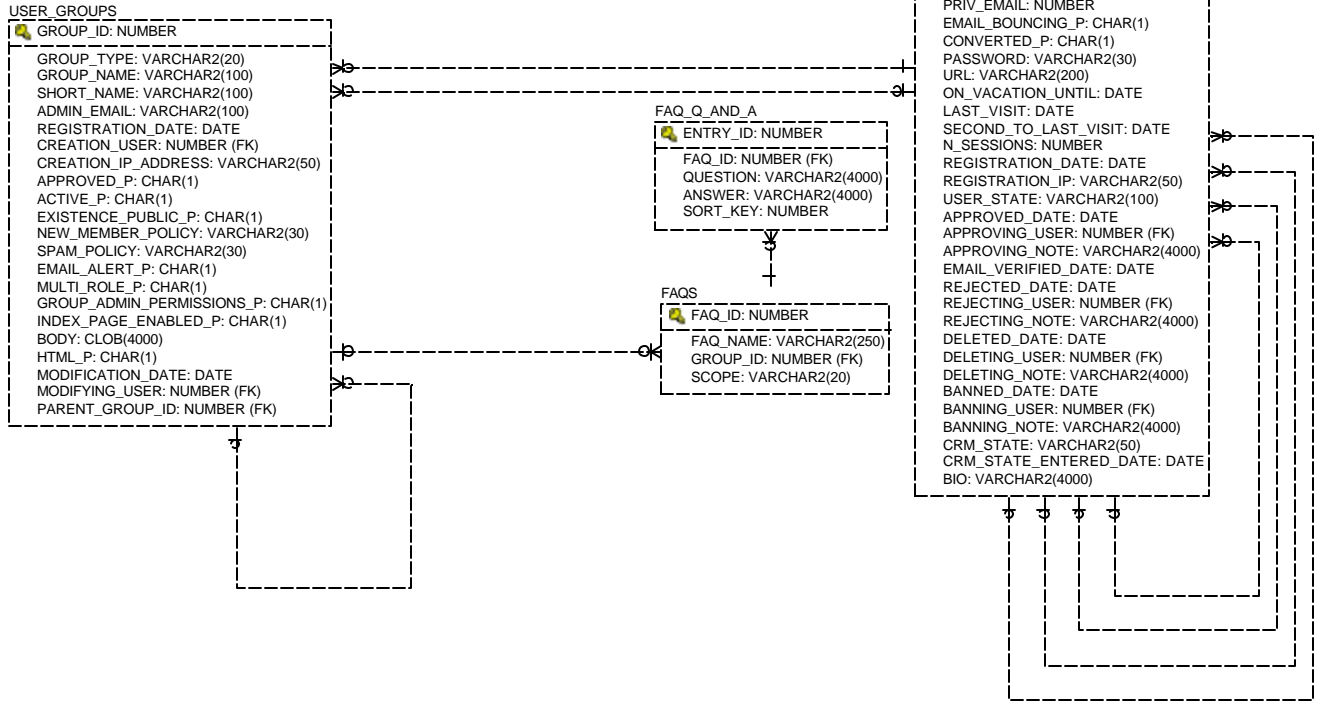 USER_GROUPS
GROUP_ID: NUMBER
GROUP_TYPE: VARCHAR2(20)
GROUP_NAME: VARCHAR2(100)
SHORT_NAME: VARCHAR2(100)
ADMIN_EMAIL: VARCHAR2(100)
REGISTRATION_DATE: DATE
CREATION_USER: NUMBER (FK)
CREATION_IP_ADDRESS: VARCHAR2(50)
APPROVED_P: CHAR(1)
ACTIVE_P: CHAR(1)
EXISTENCE_PUBLIC_P: CHAR(1)
NEW_MEMBER_POLICY: VARCHAR2(30)
SPAM_POLICY: VARCHAR2(30)
EMAIL_ALERT_P: CHAR(1)
MULTI_ROLE_P: CHAR(1)
GROUP_ADMIN_PERMISSIONS_P: CHAR(1)
INDEX_PAGE_ENABLED_P: CHAR(1)
BODY: CLOB(4000)
HTML_P: CHAR(1)
MODIFICATION_DATE: DATE
MODIFYING_USER: NUMBER (FK)
PARENT_GROUP_ID: NUMBER (FK)
FAQ_Q_AND_A
ENTRY_ID: NUMBER
FAQ_ID: NUMBER (FK)
QUESTION: VARCHAR2(4000)
ANSWER: VARCHAR2(4000)
SORT_KEY: NUMBER
FAQS
FAQ_ID: NUMBER
FAQ_NAME: VARCHAR2(250)
GROUP_ID: NUMBER (FK)
SCOPE: VARCHAR2(20)
PRIV_EMAIL: NUMBER
EMAIL_BOUNCING_P: CHAR(1)
CONVERTED_P: CHAR(1)
PASSWORD: VARCHAR2(30)
URL: VARCHAR2(200)
ON_VACATION_UNTIL: DATE
LAST_VISIT: DATE
SECOND_TO_LAST_VISIT: DATE
N_SESSIONS: NUMBER
REGISTRATION_DATE: DATE
REGISTRATION_IP: VARCHAR2(50)
USER_STATE: VARCHAR2(100)
APPROVED_DATE: DATE
APPROVING_USER: NUMBER (FK)
APPROVING_NOTE: VARCHAR2(4000)
EMAIL_VERIFIED_DATE: DATE
REJECTED_DATE: DATE
REJECTING_USER: NUMBER (FK)
REJECTING_NOTE: VARCHAR2(4000)
DELETED_DATE: DATE
DELETING_USER: NUMBER (FK)
DELETING_NOTE: VARCHAR2(4000)
BANNED_DATE: DATE
BANNING_USER: NUMBER (FK)
BANNING_NOTE: VARCHAR2(4000)
CRM_STATE: VARCHAR2(50)
CRM_STATE_ENTERED_DATE: DATE
BIO: VARCHAR2(4000)